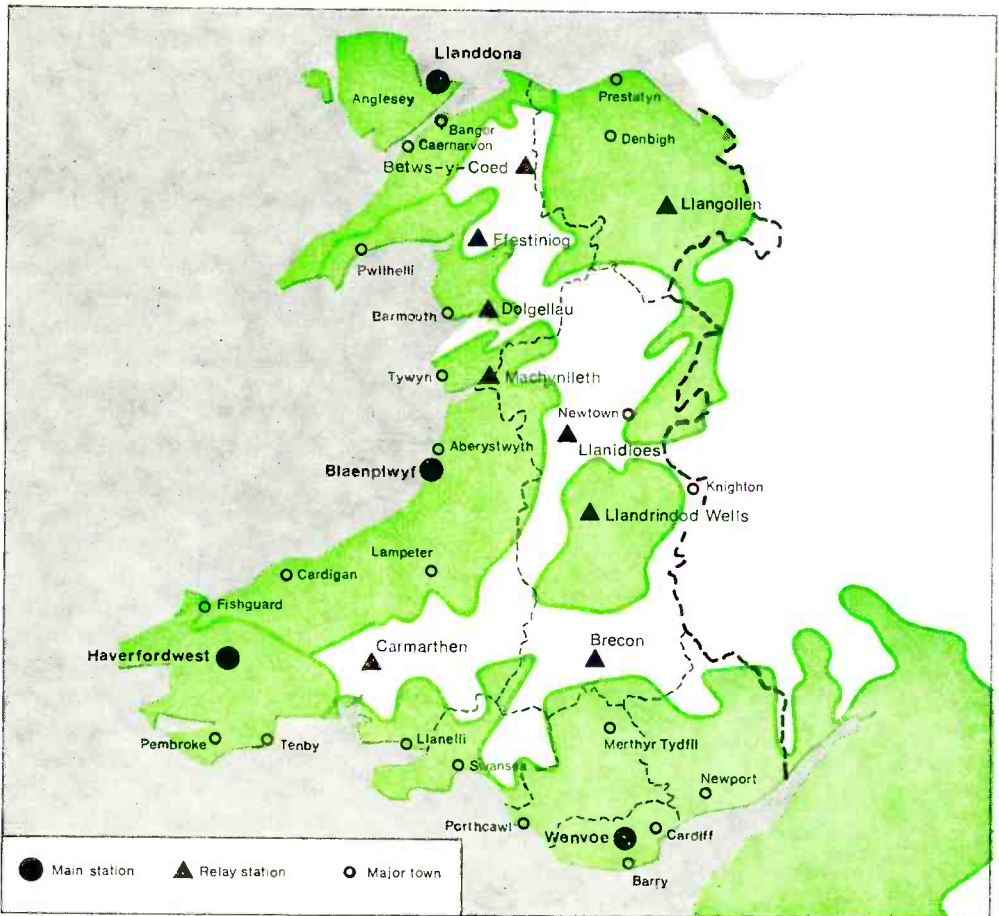 Llanddona
Anglesey
Prestatyn
Bangor
Denbigh
Caernarvon
Betws-y-Coed
Llangollen
Ffestiniog
Pwllhelli
Dolgellau
Barmouth
Tywyn
Machynlleth
Newtown
Aberystwyth
Llanidloes
Blaenplwyf
Knighton
Llandrindod Wells
Lampeter
Cardigan
Fishguard
Carmarthen
Brecon
Haverfordwest
Pembroke
Tenby
Llanelli
Merthyr Tydfil
Swansea
Newport
Porthcawl
Wenvoe
Cardiff
Barry
Main station
Relay station
Major town